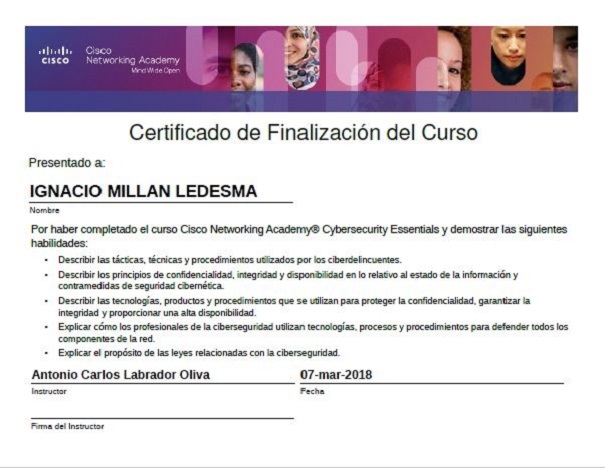 CISCO
Cisco
Networking Academy
Mind Wide Open
Certificado de Finalización del Curso
Presentado a:
IGNACIO MILLAN LEDESMA
Nombre
Por haber completado el curso Cisco Networking Academy® Cybersecurity Essentials y demostrar las siguientes
habilidades:
• Describir las tácticas, técnicas y procedimientos utilizados por los ciberdelincuentes.
• Describir los principios de confidencialidad, integridad y disponibilidad en lo relativo al estado de la información y
contramedidas de seguridad cibernética.
• Describir las tecnologías, productos y procedimientos que se utilizan para proteger la confidencialidad, garantizar la
integridad y proporcionar una alta disponibilidad.
• Explicar cómo los profesionales de la ciberseguridad utilizan tecnologías, procesos y procedimientos para defender todos los
componentes de la red.
• Explicar el propósito de las leyes relacionadas con la ciberseguridad.
Antonio Carlos Labrador Oliva
07-mar-2018
Instructor
Fecha
Firma del Instructor